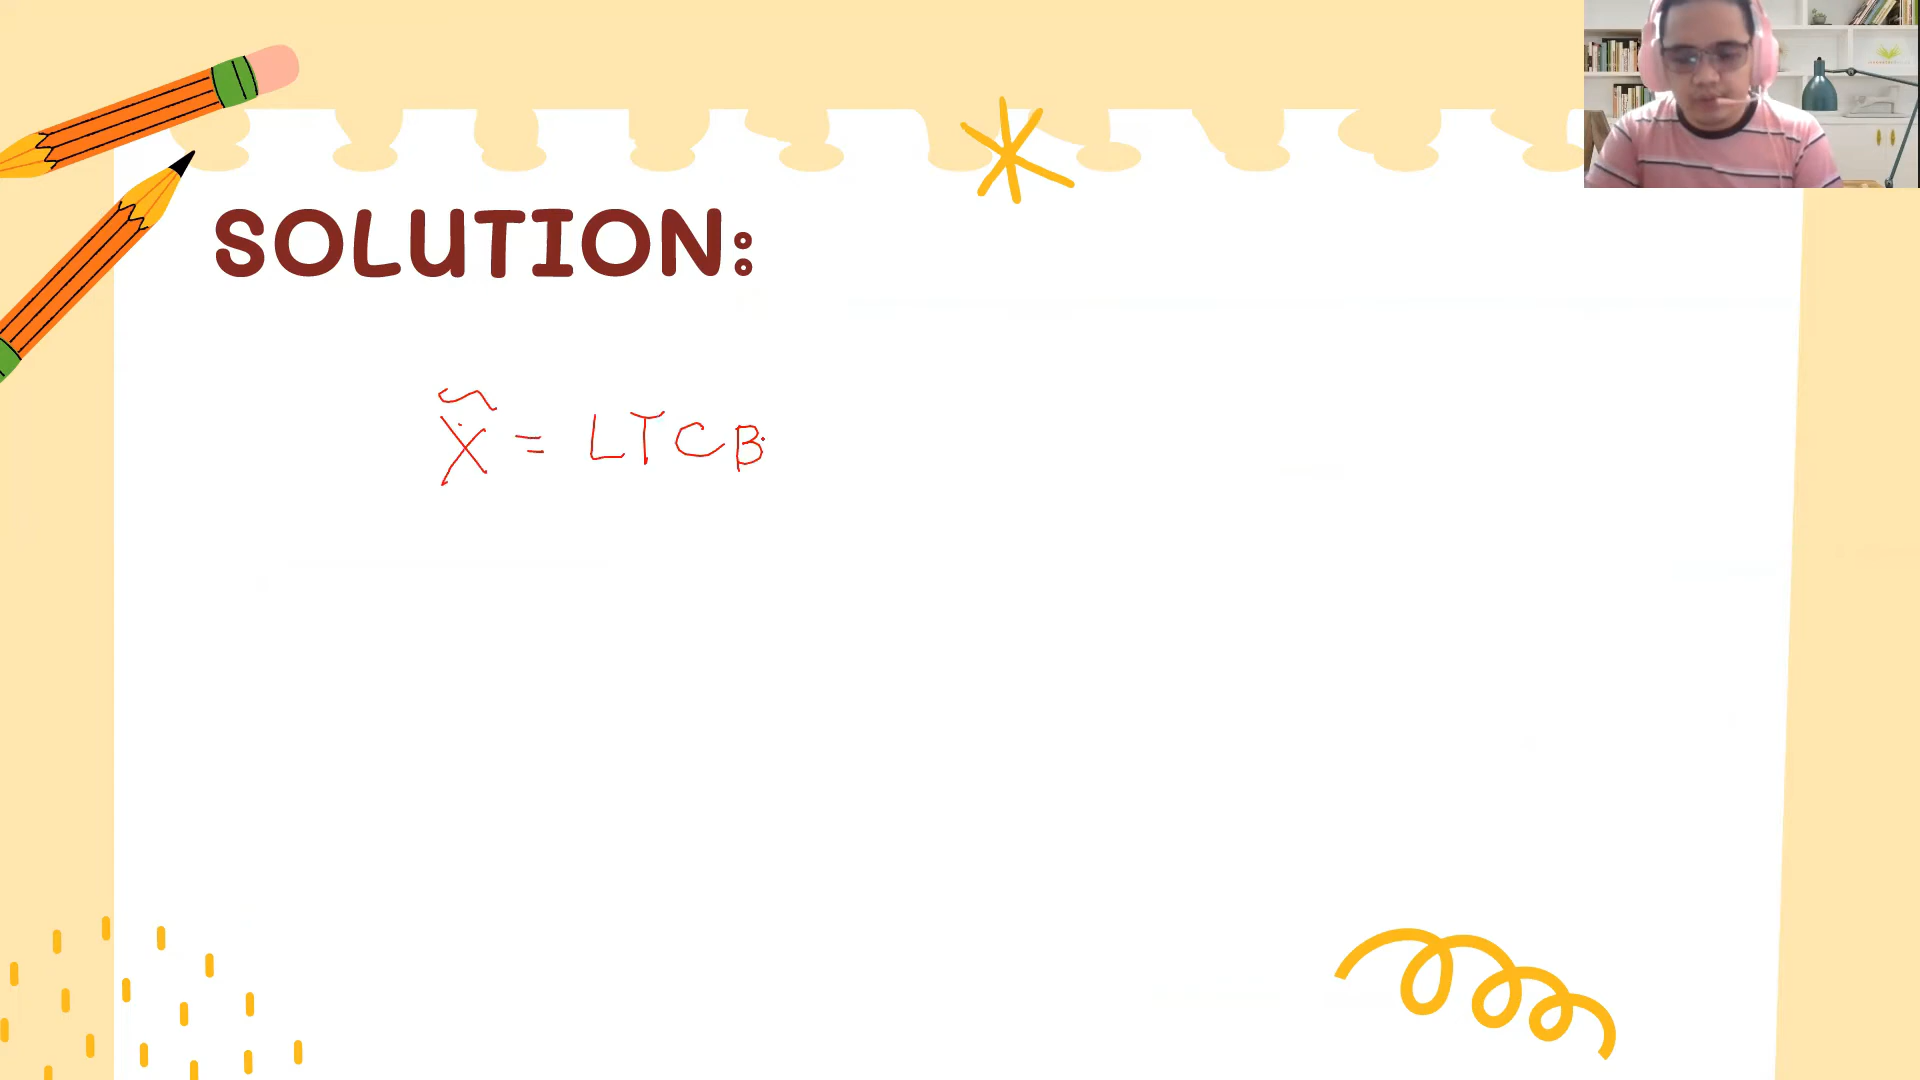 SOLUTION:
X̃ = LTCB